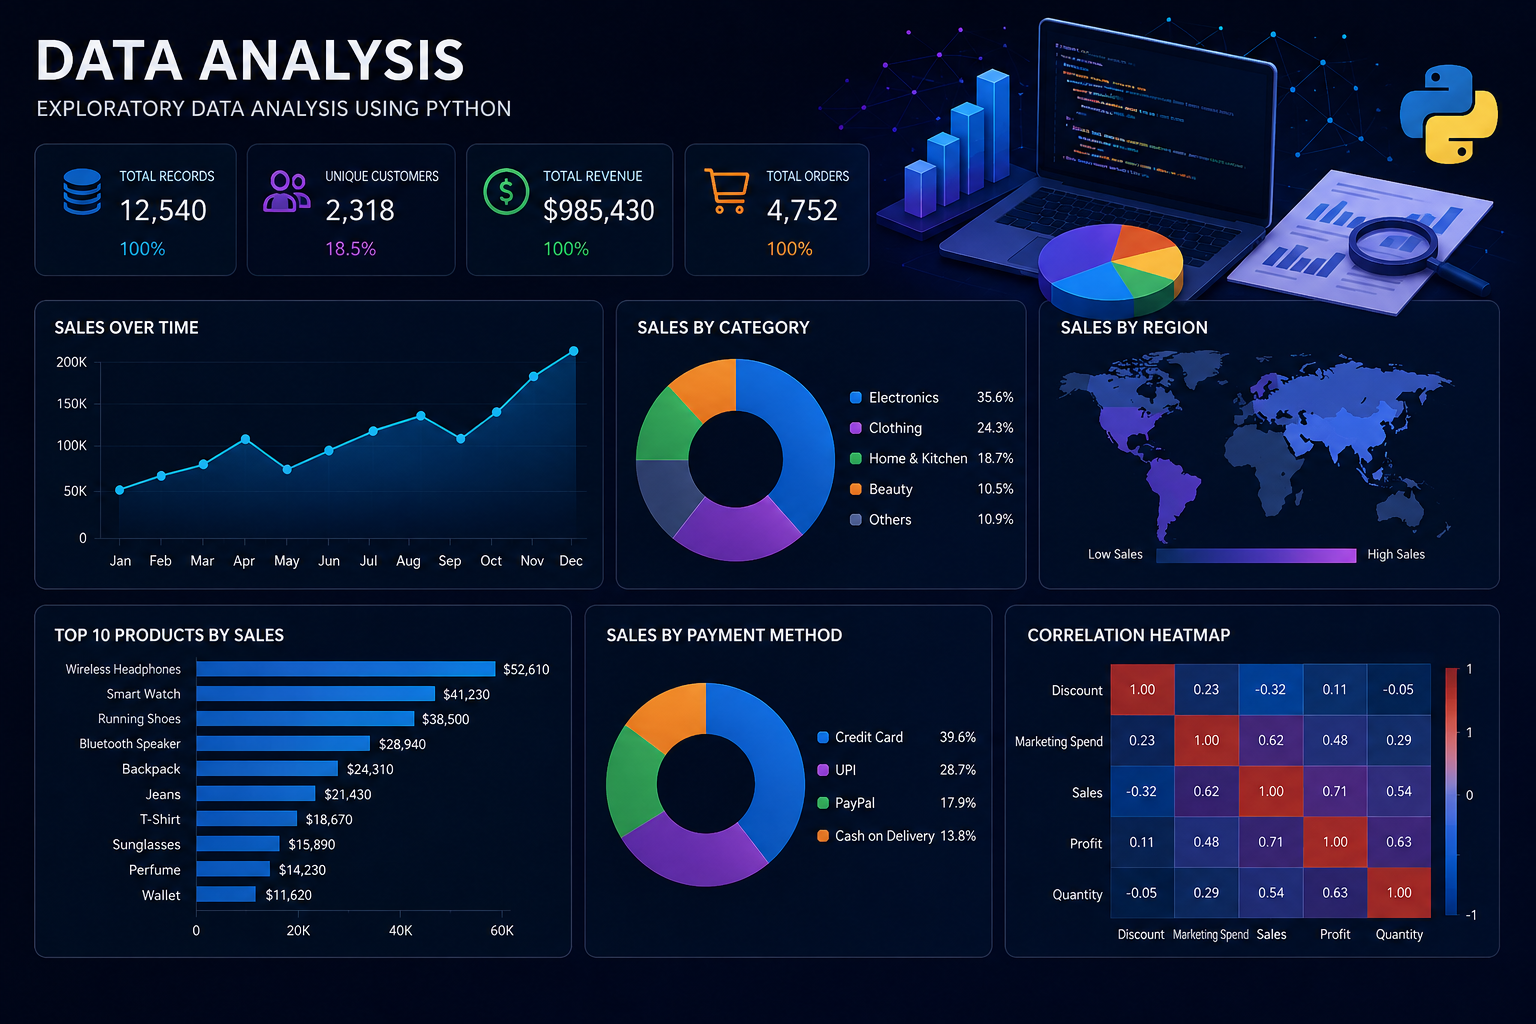 DATA ANALYSIS
EXPLORATORY DATA ANALYSIS USING PYTHON
TOTAL RECORDS
12,540
100%
UNIQUE CUSTOMERS
2,318
18.5%
TOTAL REVENUE
$985,430
100%
TOTAL ORDERS
4,752
100%
SALES OVER TIME
200K
150K
100K
50K
0
Jan Feb Mar Apr May Jun Jul Aug Sep Oct Nov Dec
SALES BY CATEGORY
Electronics 35.6%
Clothing 24.3%
Home & Kitchen 18.7%
Beauty 10.5%
Others 10.9%
SALES BY REGION
Low Sales High Sales
TOP 10 PRODUCTS BY SALES
Wireless Headphones $52,610
Smart Watch $41,230
Running Shoes $38,500
Bluetooth Speaker $28,940
Backpack $24,310
Jeans $21,430
T-Shirt $18,670
Sunglasses $15,890
Perfume $14,230
Wallet $11,620
0 20K 40K 60K
SALES BY PAYMENT METHOD
Credit Card 39.6%
UPI 28.7%
PayPal 17.9%
Cash on Delivery 13.8%
CORRELATION HEATMAP
Discount 1.00 0.23 -0.32 0.11 -0.05
Marketing Spend 0.23 1.00 0.62 0.48 0.29
Sales -0.32 0.62 1.00 0.71 0.54
Profit 0.11 0.48 0.71 1.00 0.63
Quantity -0.05 0.29 0.54 0.63 1.00
Discount Marketing Spend Sales Profit Quantity
1
1
0
-1